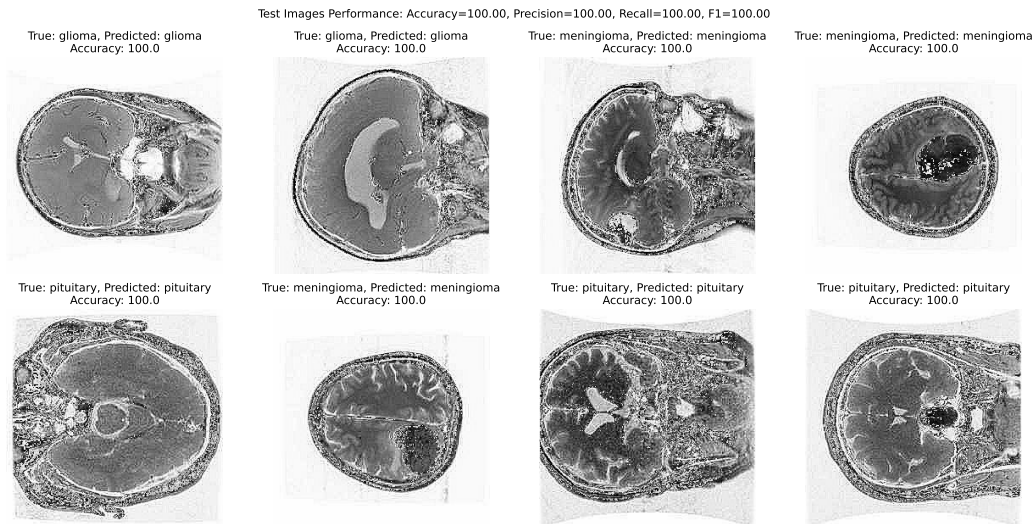 Test Images Performance: Accuracy=100.00, Precision=100.00, Recall=100.00, F1=100.00
True: glioma, Predicted: glioma
Accuracy: 100.0
True: glioma, Predicted: glioma
Accuracy: 100.0
True: meningioma, Predicted: meningioma
Accuracy: 100.0
True: meningioma, Predicted: meningioma
Accuracy: 100.0
True: pituitary, Predicted: pituitary
Accuracy: 100.0
True: meningioma, Predicted: meningioma
Accuracy: 100.0
True: pituitary, Predicted: pituitary
Accuracy: 100.0
True: pituitary, Predicted: pituitary
Accuracy: 100.0